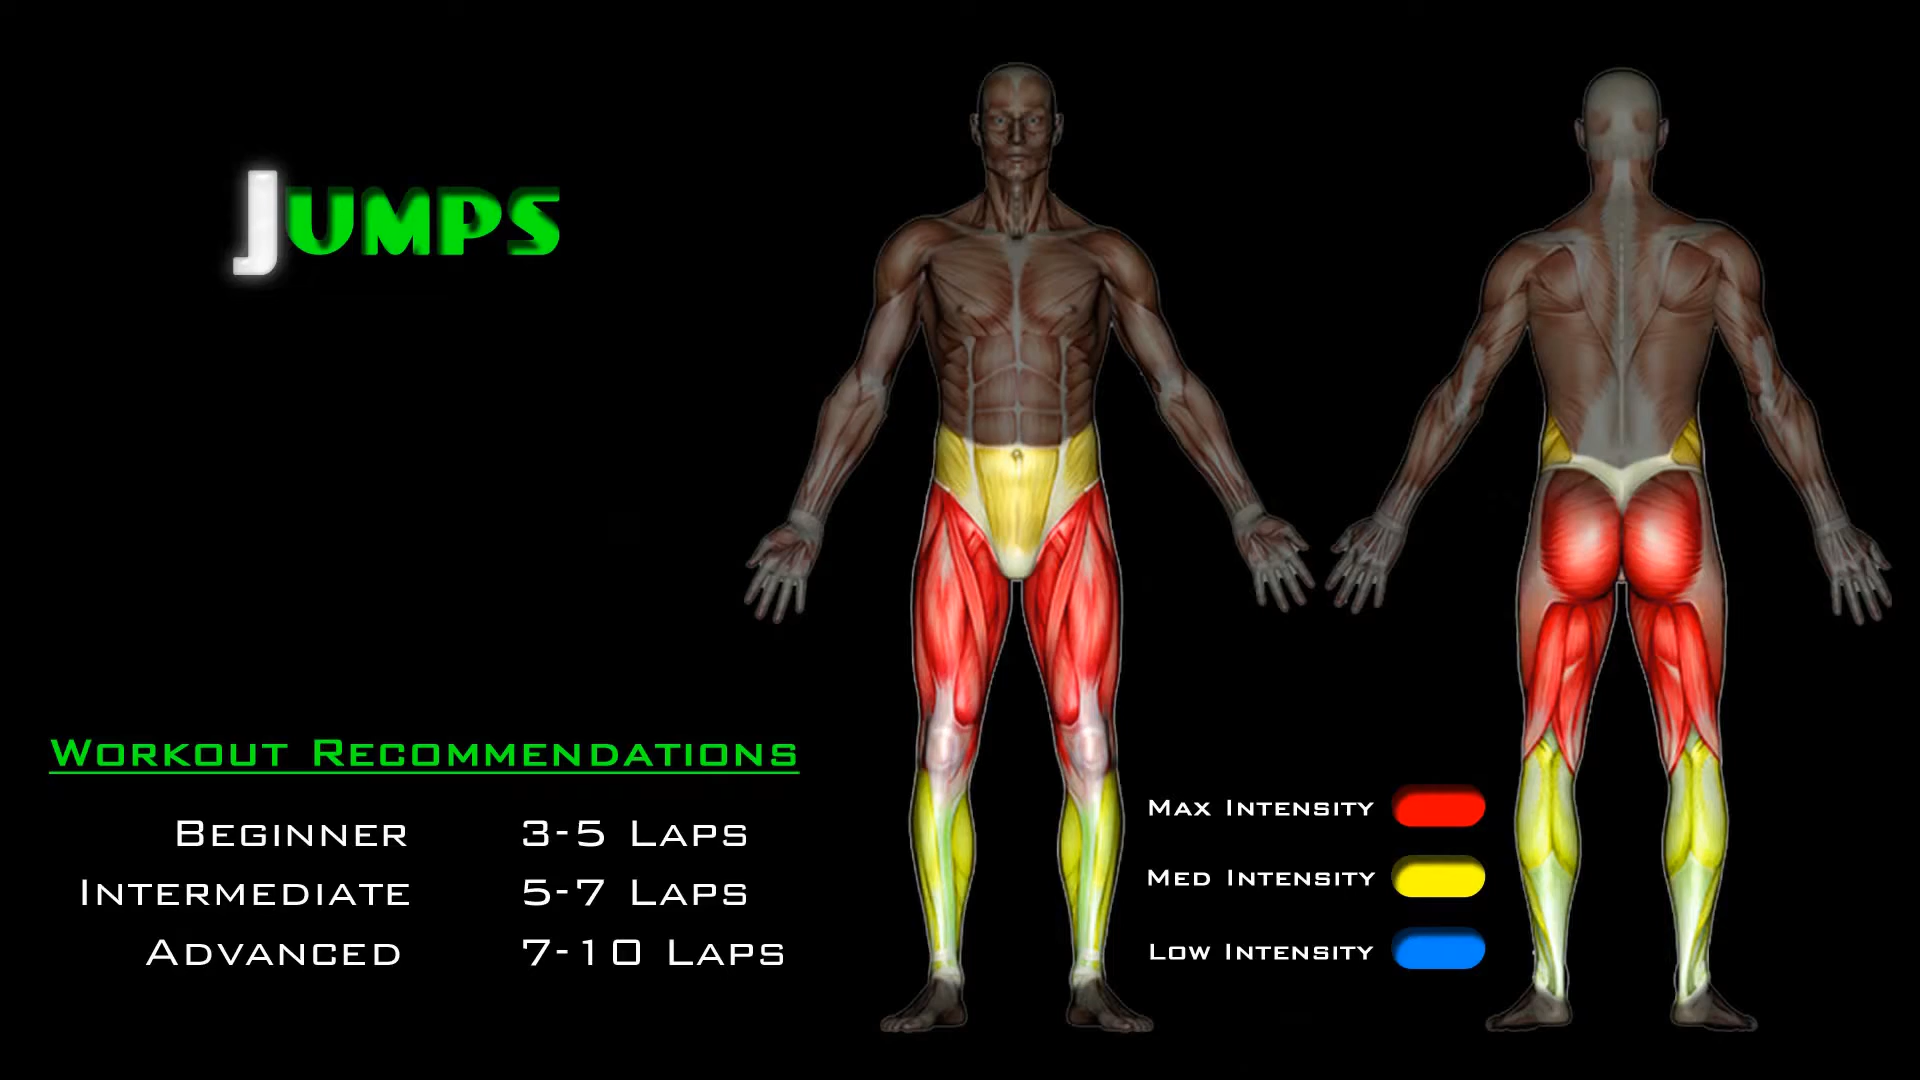 Jumps
Workout Recommendations
Beginner 3-5 Laps
Intermediate 5-7 Laps
Advanced 7-10 Laps
Max Intensity
Med Intensity
Low Intensity